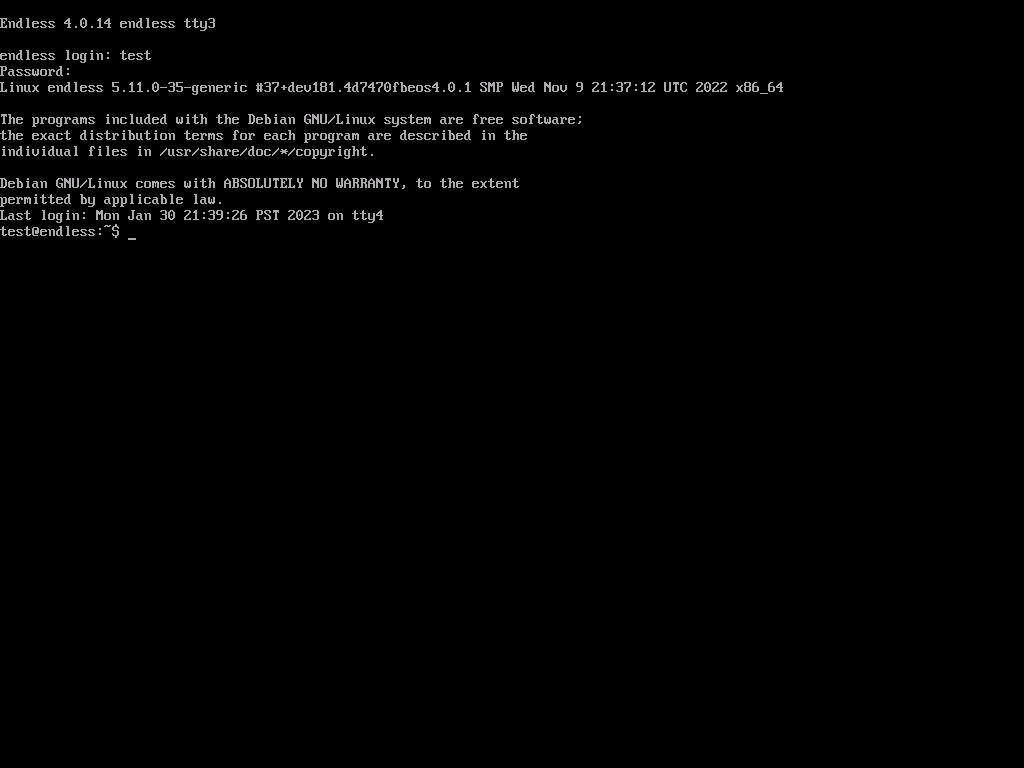 Endless 4.0.14 endless tty3
endless login: test
Password:
Linux endless 5.11.0-35-generic #37+dev181.4d7470fbeos4.0.1 SMP Wed Nov 9 21:37:12 UTC 2022 x86_64
The programs included with the Debian GNU/Linux system are free software;
the exact distribution terms for each program are described in the
individual files in /usr/share/doc/*/copyright.
Debian GNU/Linux comes with ABSOLUTELY NO WARRANTY, to the extent
permitted by applicable law.
Last login: Mon Jan 30 21:39:26 PST 2023 on tty4
test@endless:~$ _